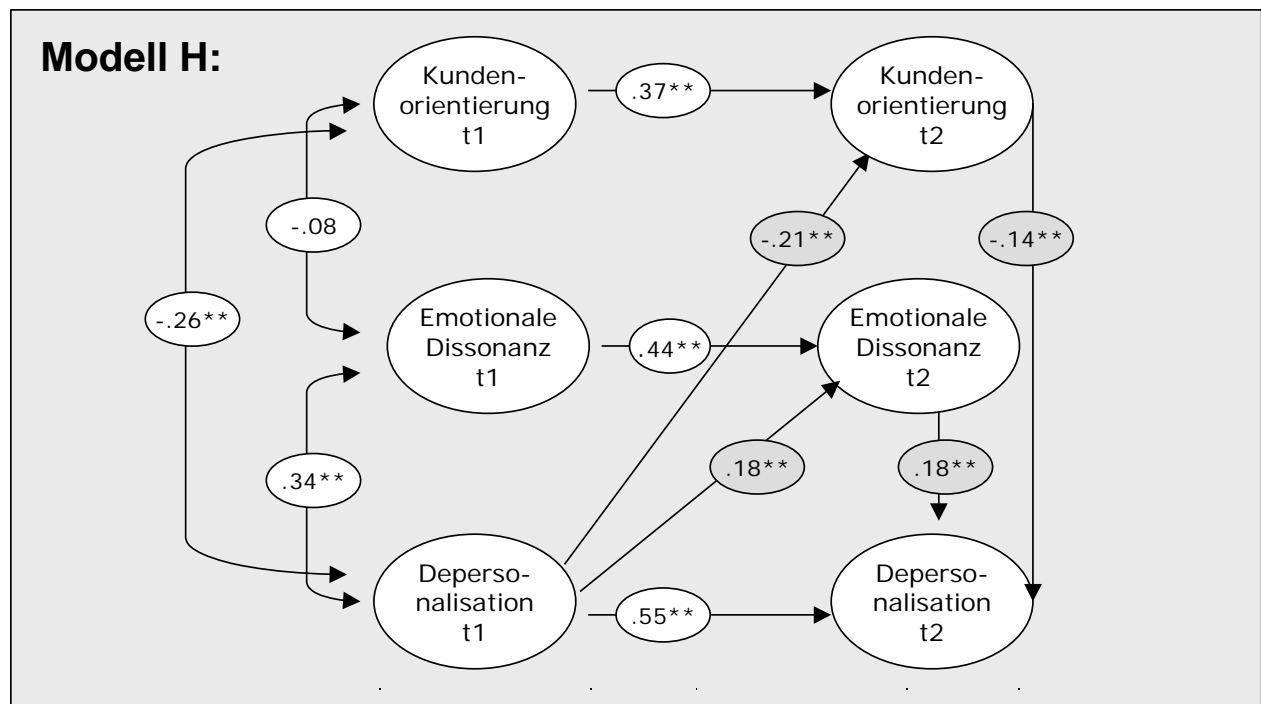 Modell H:
Kunden-
orientierung
t1
.37**
Kunden-
orientierung
t2
-.08
-.21**
-.14**
-.26**
Emotionale
Dissonanz
t1
.44**
Emotionale
Dissonanz
t2
.34**
.18**
.18**
Deperso-
nalisation
t1
.55**
Deperso-
nalisation
t2